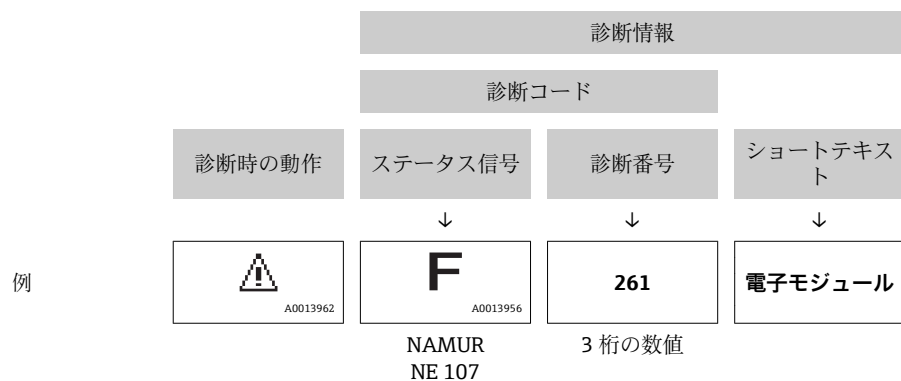 診断情報
診断コード
診断時の動作 ステータス信号 診断番号 ショートテキス
ト
↓ ↓ ↓
例 A0013962 F A0013956 261 電子モジュール
NAMUR 3 桁の数値
NE 107